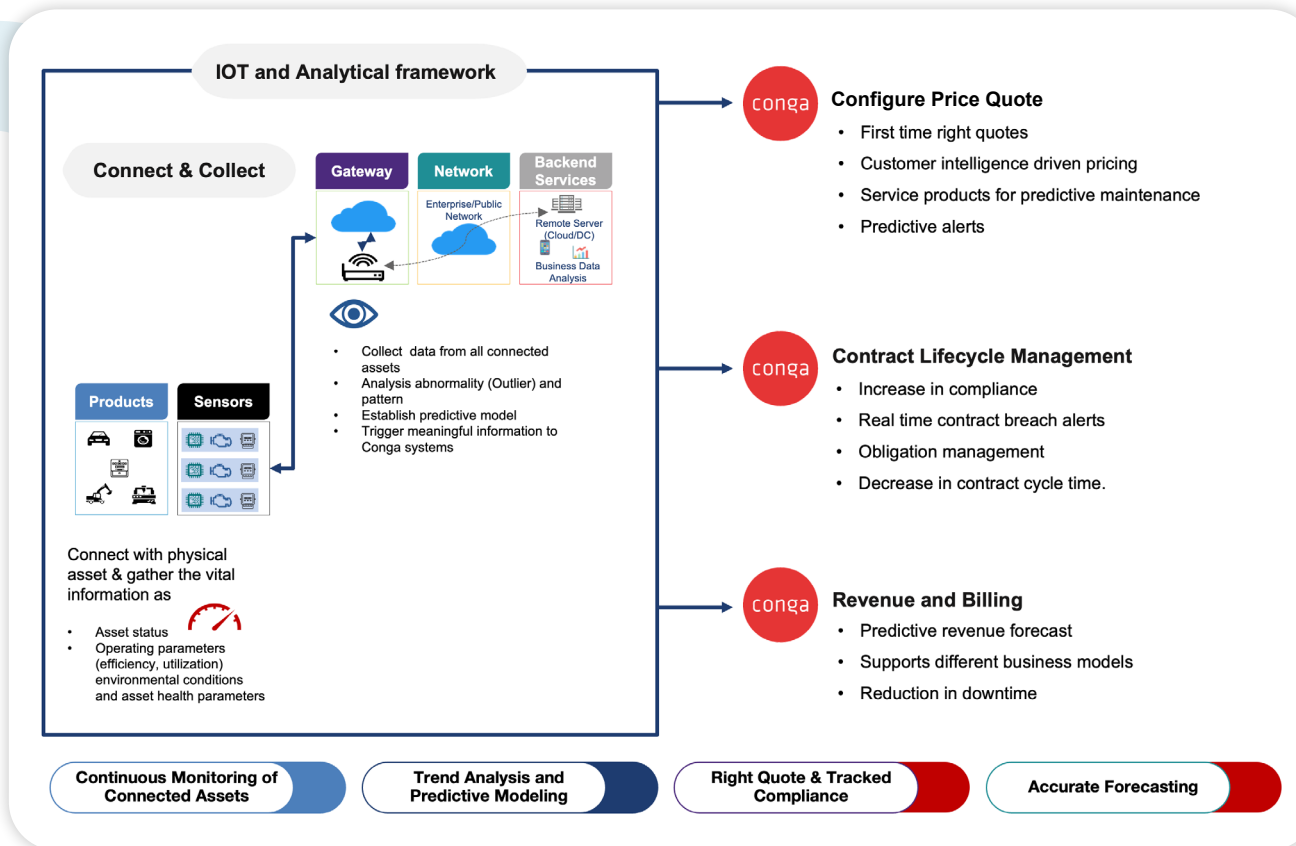 IOT and Analytical framework
Connect & Collect
Gateway
Network
Backend
Services
Enterprise/Public
Network
Remote Server
(Cloud/DC)
Business Data
Analysis
• Collect data from all connected
assets
• Analysis abnormality (Outlier) and
pattern
• Establish predictive model
• Trigger meaningful information to
Conga systems
Products
Sensors
Connect with physical
asset & gather the vital
information as
• Asset status
• Operating parameters
(efficiency, utilization)
environmental conditions
and asset health parameters
conga
Configure Price Quote
• First time right quotes
• Customer intelligence driven pricing
• Service products for predictive maintenance
• Predictive alerts
conga
Contract Lifecycle Management
• Increase in compliance
• Real time contract breach alerts
• Obligation management
• Decrease in contract cycle time.
conga
Revenue and Billing
• Predictive revenue forecast
• Supports different business models
• Reduction in downtime
Continuous Monitoring of
Connected Assets
Trend Analysis and
Predictive Modeling
Right Quote & Tracked
Compliance
Accurate Forecasting